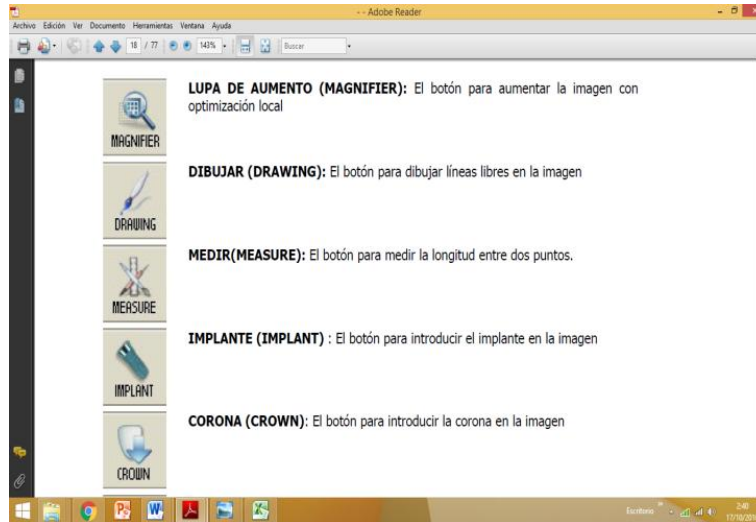 - - Adobe Reader
Archivo Edición Ver Documento Herramientas Ventana Ayuda
18 / 77 143% Buscar
LUPA DE AUMENTO (MAGNIFIER): El botón para aumentar la imagen con
optimización local
MAGNIFIER
DIBUJAR (DRAWING): El botón para dibujar líneas libres en la imagen
DRAWING
MEDIR(MEASURE): El botón para medir la longitud entre dos puntos.
MEASURE
IMPLANTE (IMPLANT) : El botón para introducir el implante en la imagen
IMPLANT
CORONA (CROWN): El botón para introducir la corona en la imagen
CROWN
Escritorio
2:40